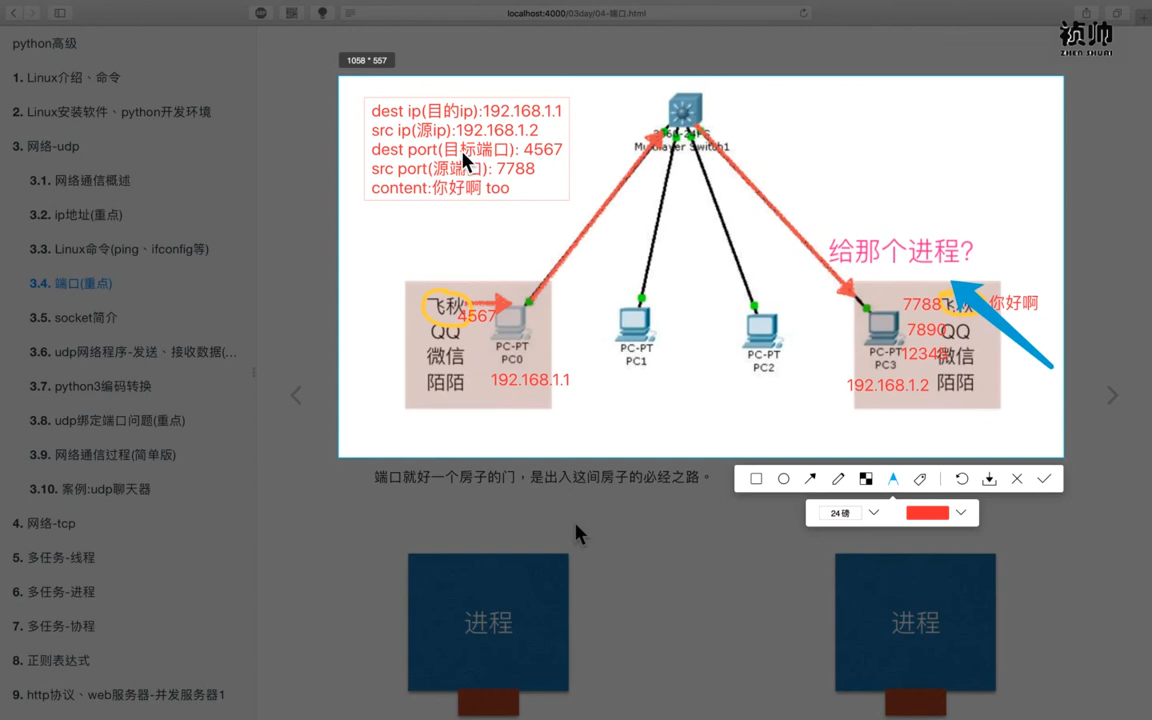 localhost:4000/03day/04-端口.html
祯帅
ZHEN SHUAI
python高级
1. Linux介绍、命令
2. Linux安装软件、python开发环境
3. 网络-udp
3.1. 网络通信概述
3.2. ip地址(重点)
3.3. Linux命令(ping、ifconfig等)
3.4. 端口(重点)
3.5. socket简介
3.6. udp网络程序-发送、接收数据(...
3.7. python3编码转换
3.8. udp绑定端口问题(重点)
3.9. 网络通信过程(简单版)
3.10. 案例:udp聊天器
4. 网络-tcp
5. 多任务-线程
6. 多任务-进程
7. 多任务-协程
8. 正则表达式
9. http协议、web服务器-并发服务器1
1058 * 557
dest ip(目的ip):192.168.1.1
src ip(源ip):192.168.1.2
dest port(目标端口): 4567
src port(源端口): 7788
content:你好啊 too
Multilayer Switch1
给那个进程?
飞秋
4567
QQ
微信
陌陌
PC-PT
PC0
192.168.1.1
PC-PT
PC1
PC-PT
PC2
7788
飞秋
你好啊
7890
QQ
PC-PT
PC3
微信
陌陌
192.168.1.2
端口就好一个房子的门，是出入这间房子的必经之路。
24 磅
进程
进程